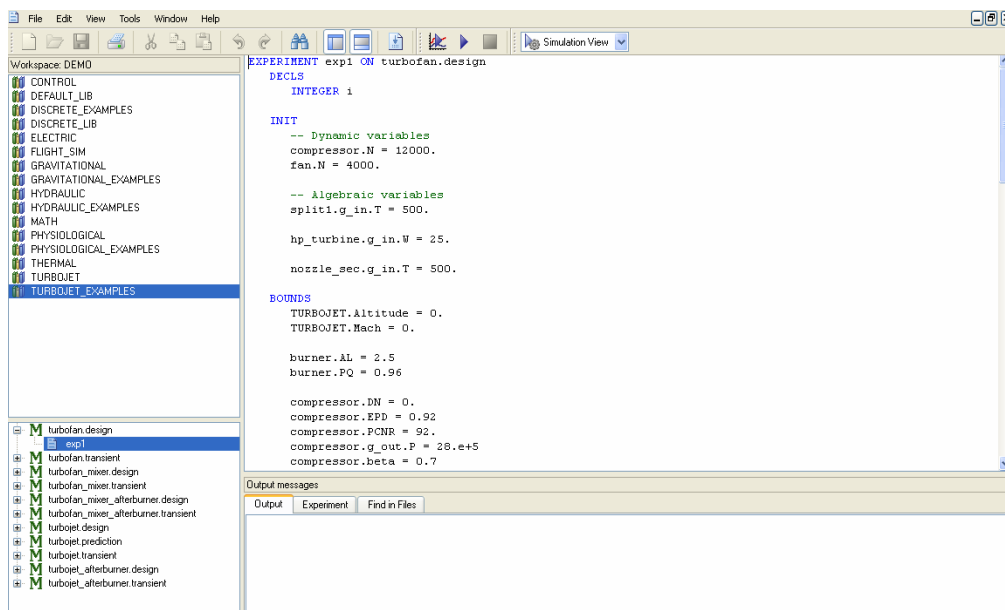 File Edit View Tools Window Help
Simulation View
Workspace: DEMO
CONTROL
DEFAULT_LIB
DISCRETE_EXAMPLES
DISCRETE_LIB
ELECTRIC
FLIGHT_SIM
GRAVITATIONAL
GRAVITATIONAL_EXAMPLES
HYDRAULIC
HYDRAULIC_EXAMPLES
MATH
PHYSIOLOGICAL
PHYSIOLOGICAL_EXAMPLES
THERMAL
TURBOJET
TURBOJET_EXAMPLES
M turbofan.design
exp1
M turbofan.transient
M turbofan_mixer.design
M turbofan_mixer.transient
M turbofan_mixer_afterburner.design
M turbofan_mixer_afterburner.transient
M turbojet.design
M turbojet.prediction
M turbojet.transient
M turbojet_afterburner.design
M turbojet_afterburner.transient
EXPERIMENT exp1 ON turbofan.design
DECLS
INTEGER i
INIT
-- Dynamic variables
compressor.N = 12000.
fan.N = 4000.
-- Algebraic variables
split1.g_in.T = 500.
hp_turbine.g_in.W = 25.
nozzle_sec.g_in.T = 500.
BOUNDS
TURBOJET.Altitude = 0.
TURBOJET.Mach = 0.
burner.AL = 2.5
burner.PQ = 0.96
compressor.DN = 0.
compressor.EPD = 0.92
compressor.PCNR = 92.
compressor.g_out.P = 28.e+5
compressor.beta = 0.7
Output messages
Output Experiment Find in Files